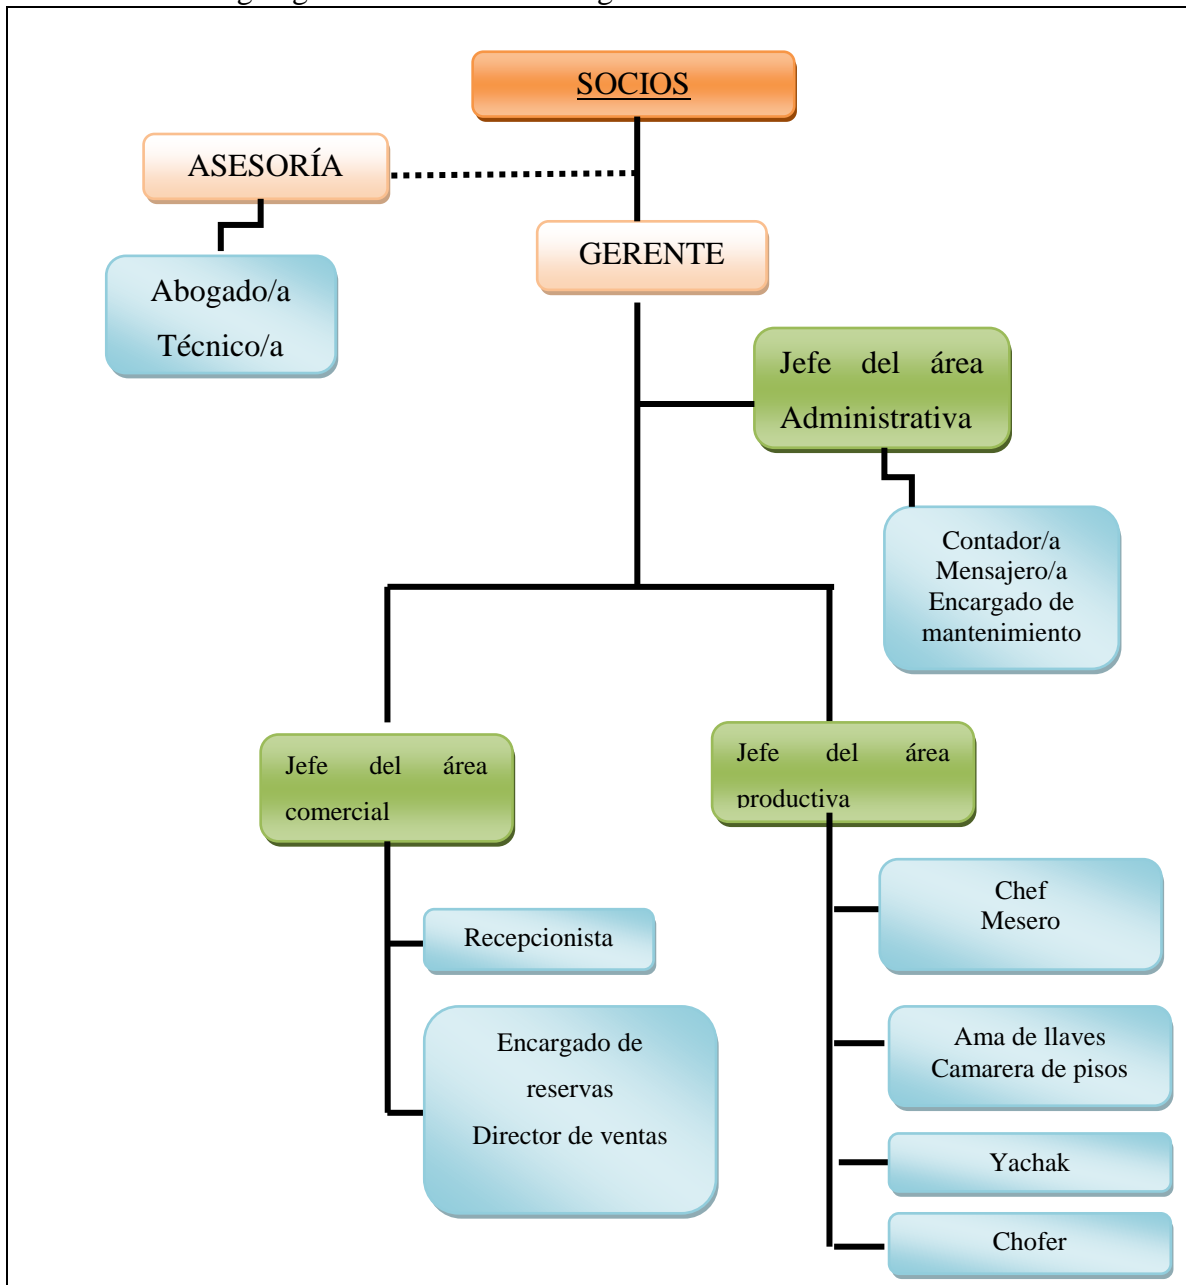 SOCIOS
ASESORÍA
GERENTE
Abogado/a
Técnico/a
Jefe del área
Administrativa
Contador/a
Mensajero/a
Encargado de
mantenimiento
Jefe del área
comercial
Jefe del área
productiva
Recepcionista
Encargado de
reservas
Director de ventas
Chef
Mesero
Ama de llaves
Camarera de pisos
Yachak
Chofer